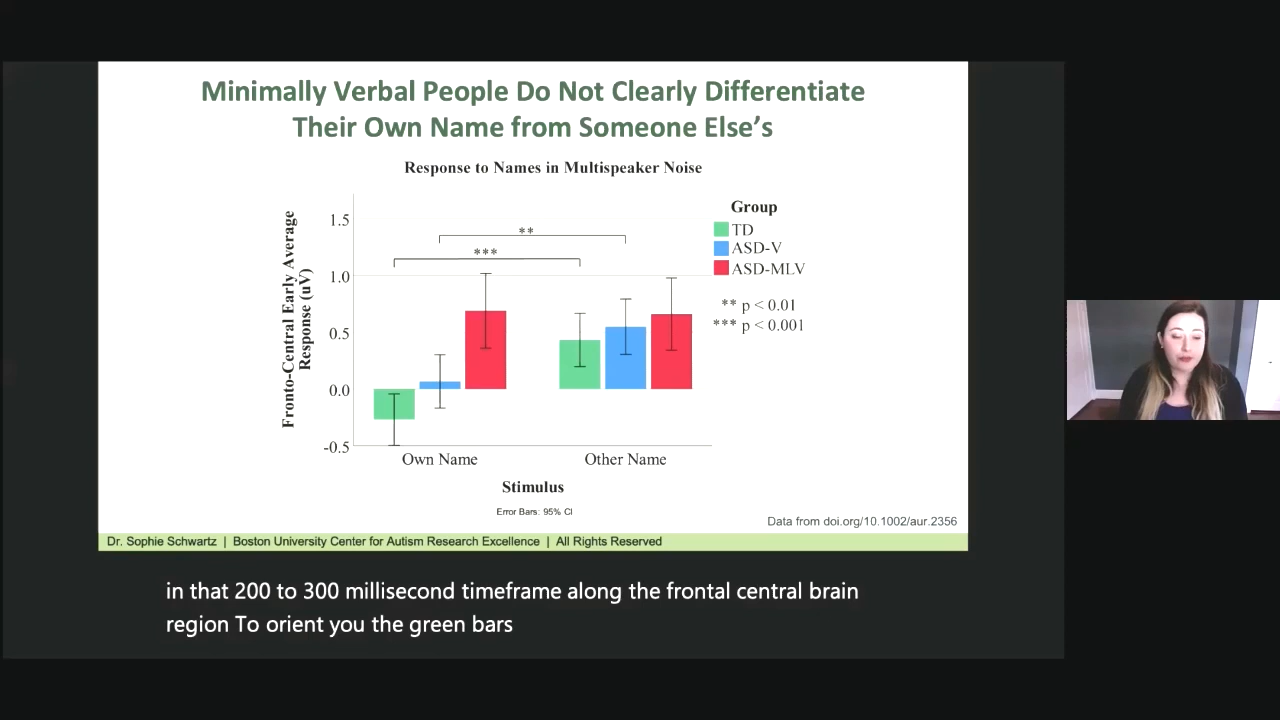 Minimally Verbal People Do Not Clearly Differentiate
Their Own Name from Someone Else's
Response to Names in Multispeaker Noise
Fronto-Central Early Average
Response (uV)
1.5
1.0
0.5
0.0
-0.5
**
***
Own Name
Other Name
Stimulus
Error Bars: 95% CI
Group
TD
ASD-V
ASD-MLV
** p < 0.01
*** p < 0.001
Data from doi.org/10.1002/aur.2356
Dr. Sophie Schwartz | Boston University Center for Autism Research Excellence | All Rights Reserved
in that 200 to 300 millisecond timeframe along the frontal central brain
region To orient you the green bars